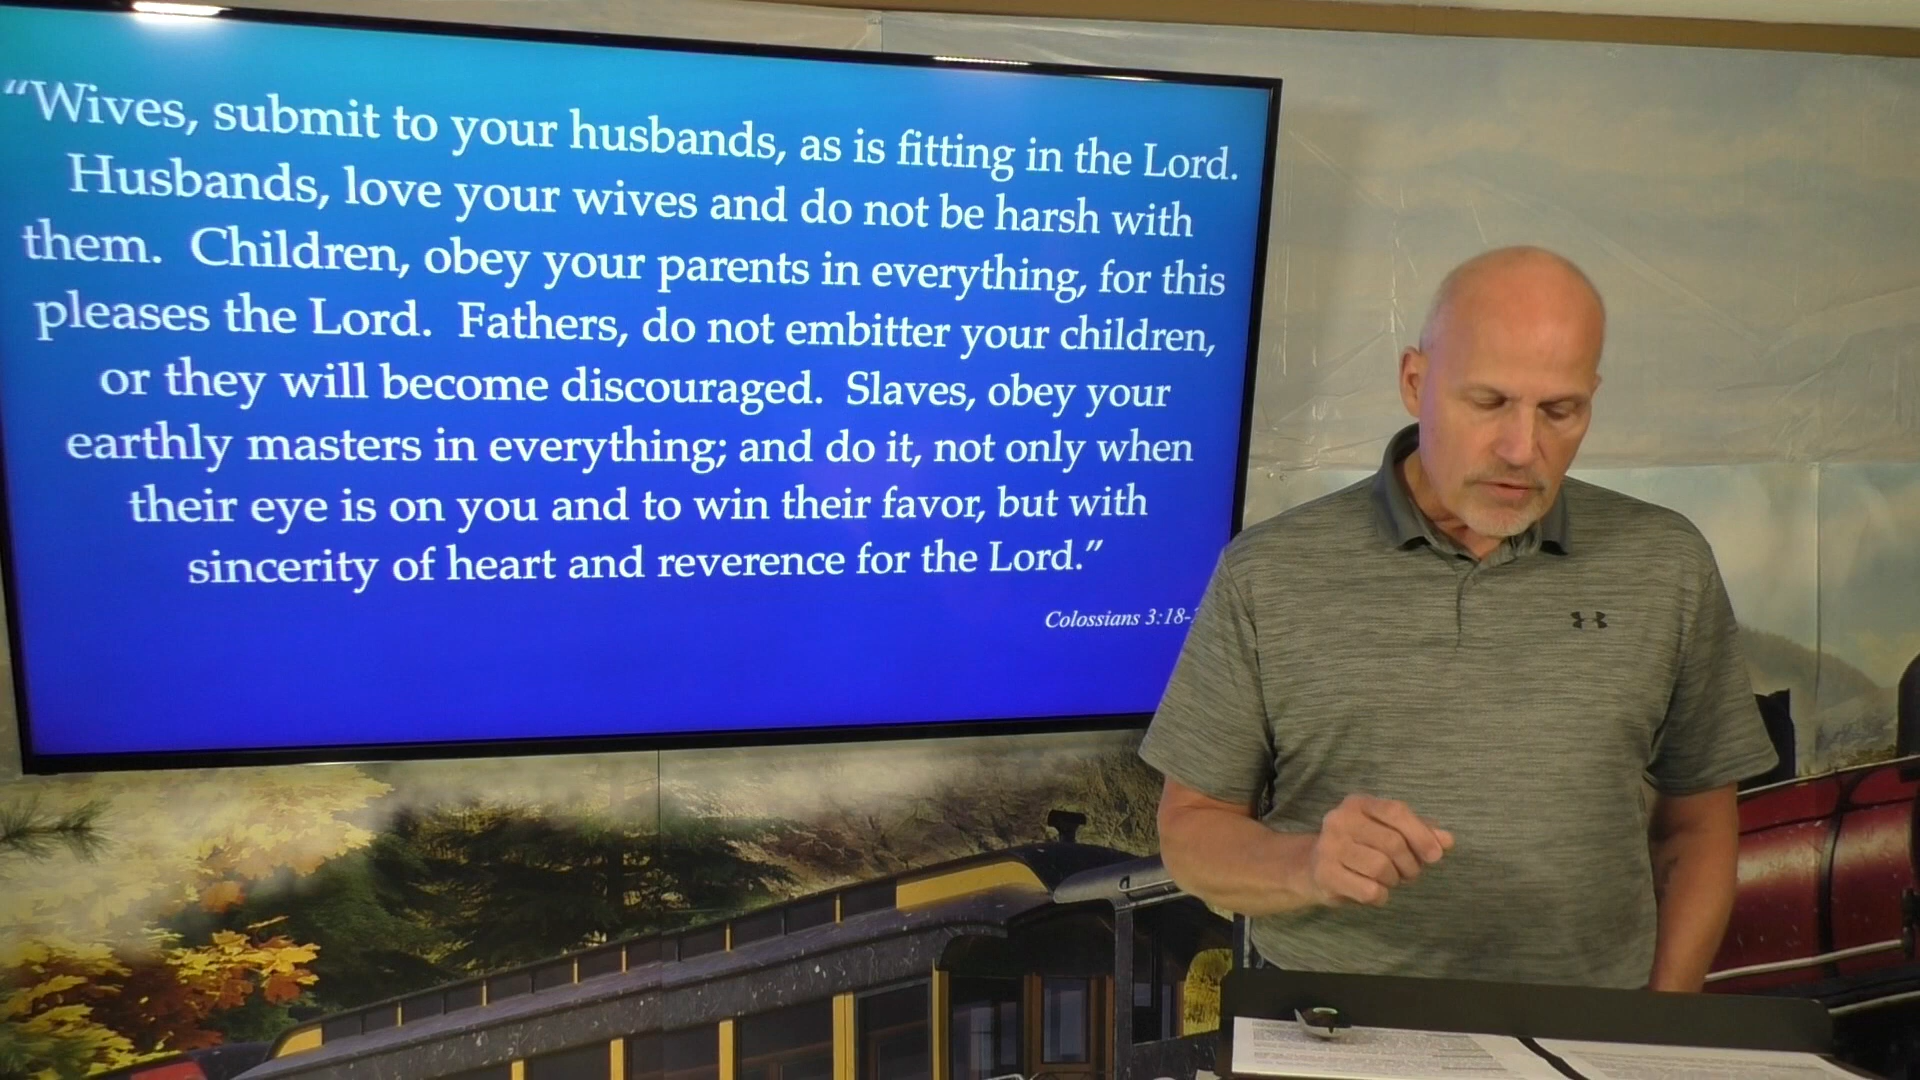 “Wives, submit to your husbands, as is fitting in the Lord.
Husbands, love your wives and do not be harsh with
them.  Children, obey your parents in everything, for this
pleases the Lord.  Fathers, do not embitter your children,
or they will become discouraged.  Slaves, obey your
earthly masters in everything; and do it, not only when
their eye is on you and to win their favor, but with
sincerity of heart and reverence for the Lord.”
Colossians 3:18-